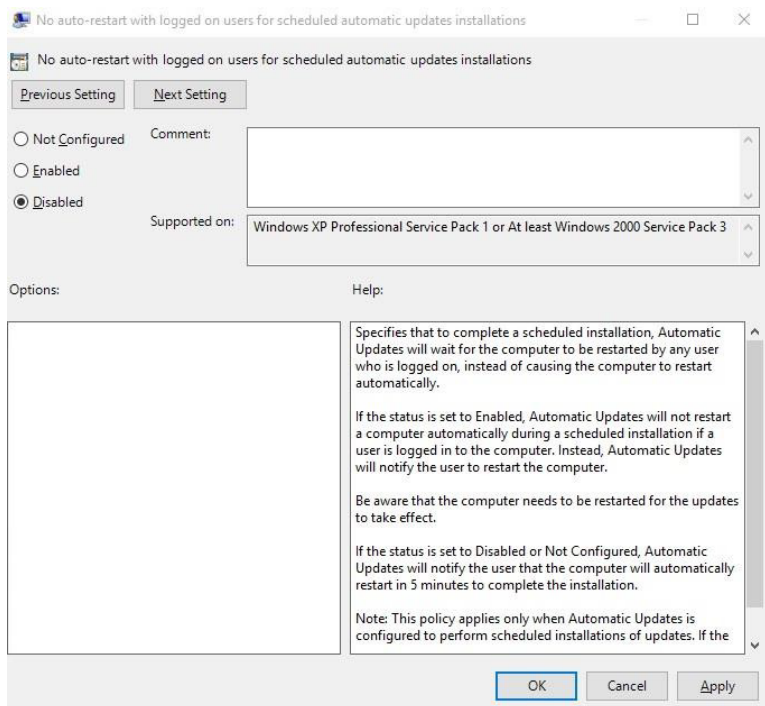 No auto-restart with logged on users for scheduled automatic updates installations
No auto-restart with logged on users for scheduled automatic updates installations
Previous Setting
Next Setting
Not Configured
Comment:
Enabled
Disabled
Supported on:
Windows XP Professional Service Pack 1 or At least Windows 2000 Service Pack 3
Options:
Help:
Specifies that to complete a scheduled installation, Automatic
Updates will wait for the computer to be restarted by any user
who is logged on, instead of causing the computer to restart
automatically.
If the status is set to Enabled, Automatic Updates will not restart
a computer automatically during a scheduled installation if a
user is logged in to the computer. Instead, Automatic Updates
will notify the user to restart the computer.
Be aware that the computer needs to be restarted for the updates
to take effect.
If the status is set to Disabled or Not Configured, Automatic
Updates will notify the user that the computer will automatically
restart in 5 minutes to complete the installation.
Note: This policy applies only when Automatic Updates is
configured to perform scheduled installations of updates. If the
OK
Cancel
Apply